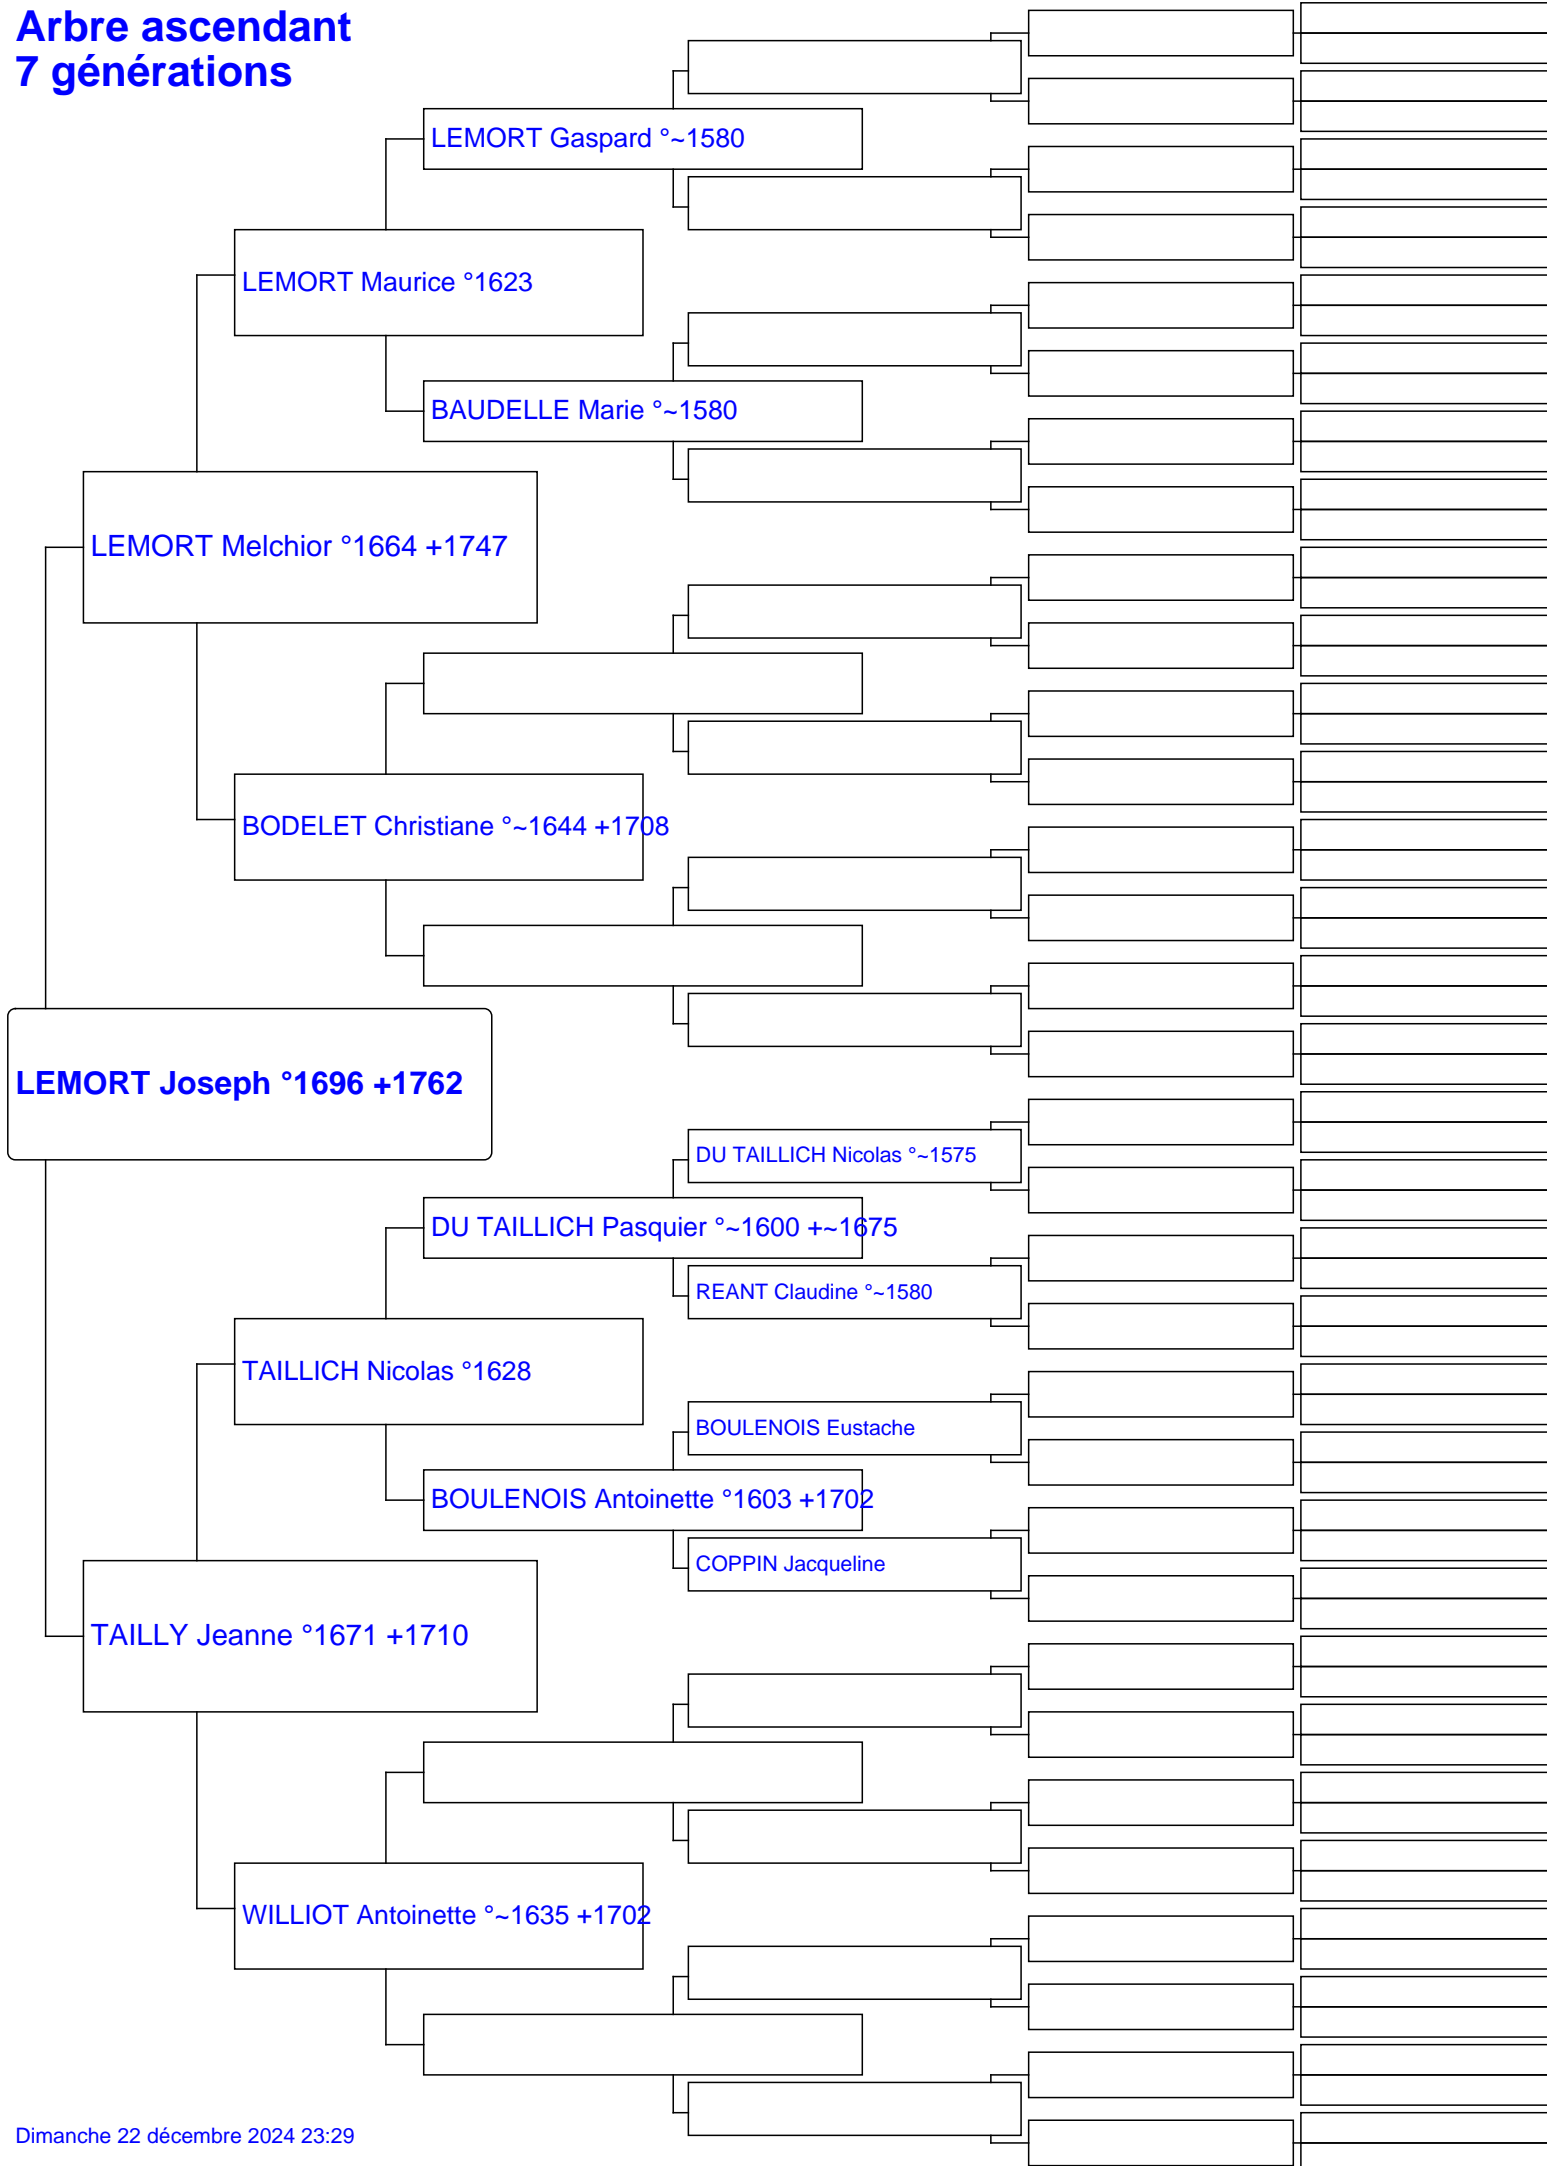 Arbre ascendant
7 générations
LEMORT Gaspard °~1580
LEMORT Maurice °1623
BAUDELLE Marie °~1580
LEMORT Melchior °1664 +1747
BODELET Christiane °~1644 +1708
LEMORT Joseph °1696 +1762
DU TAILLICH Nicolas °~1575
DU TAILLICH Pasquier °~1600 +~1675
REANT Claudine °~1580
TAILLICH Nicolas °1628
BOULENOIS Eustache
BOULENOIS Antoinette °1603 +1702
COPPIN Jacqueline
TAILLY Jeanne °1671 +1710
WILLIOT Antoinette °~1635 +1702
Dimanche 22 décembre 2024 23:29